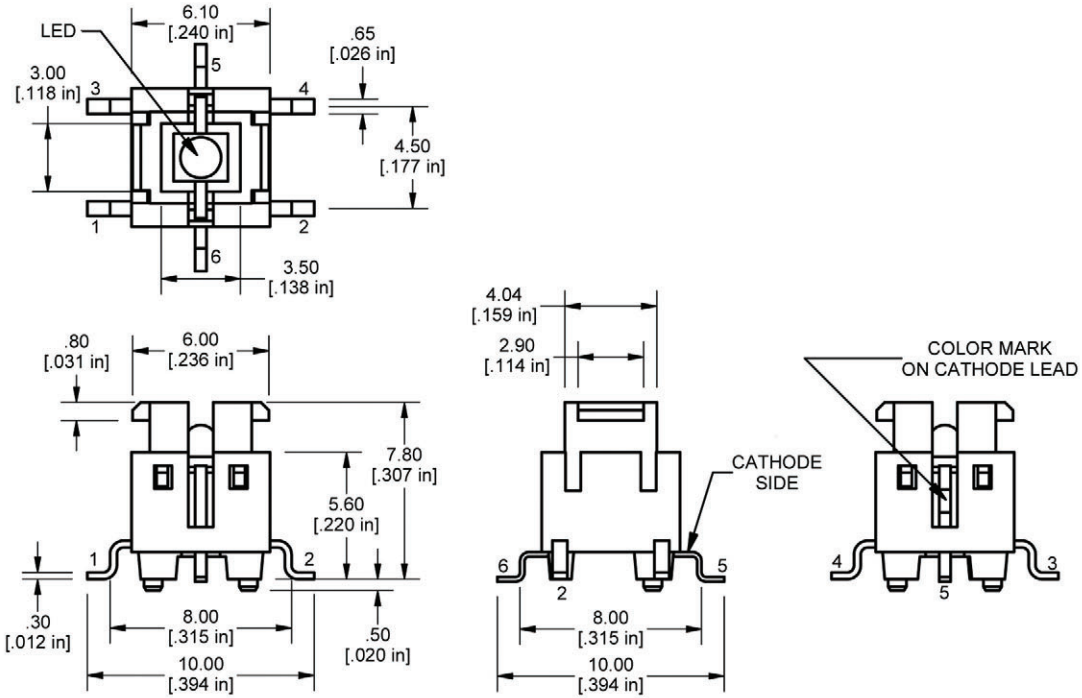 6.10
[.240 in]
LED
.65
[.026 in]
5
3.00
[.118 in]
3
4
4.50
[.177 in]
1
2
6
3.50
[.138 in]
.80
[.031 in]
6.00
[.236 in]
7.80
[.307 in]
5.60
[.220 in]
1
2
.30
[.012 in]
8.00
[.315 in]
.50
[.020 in]
10.00
[.394 in]
4.04
[.159 in]
2.90
[.114 in]
CATHODE
SIDE
6
5
2
8.00
[.315 in]
10.00
[.394 in]
COLOR MARK
ON CATHODE LEAD
4
3
5